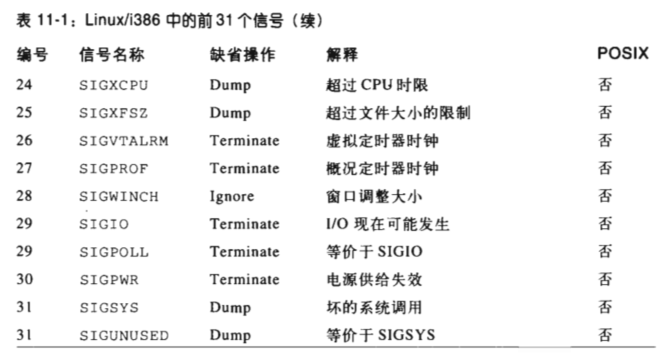 表 11-1：Linux/i386 中的前 31 个信号（续）
编号 信号名称 缺省操作 解释 POSIX
24 SIGXCPU Dump 超过 CPU 时限 否
25 SIGXFSZ Dump 超过文件大小的限制 否
26 SIGVTALRM Terminate 虚拟定时器时钟 否
27 SIGPROF Terminate 概况定时器时钟 否
28 SIGWINCH Ignore 窗口调整大小 否
29 SIGIO Terminate I/O 现在可能发生 否
29 SIGPOLL Terminate 等价于 SIGIO 否
30 SIGPWR Terminate 电源供给失效 否
31 SIGSYS Dump 坏的系统调用 否
31 SIGUNUSED Dump 等价于 SIGSYS 否